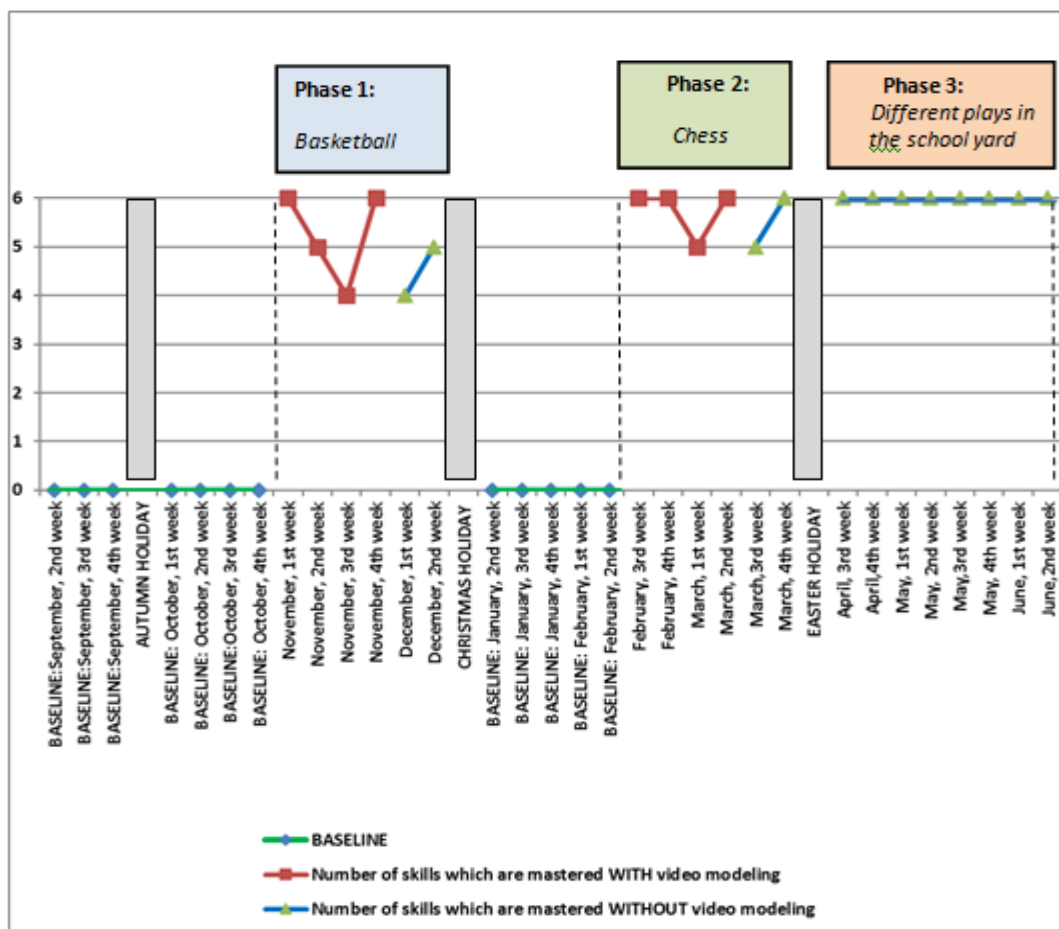 Phase 1:
Basketball
Phase 2:
Chess
Phase 3:
Different plays in
the school yard
6
5
4
3
2
1
0
BASELINE:September, 2nd week
BASELINE:September, 3rd week
BASELINE:September, 4th week
AUTUMN HOLIDAY
BASELINE: October, 1st week
BASELINE: October, 2nd week
BASELINE:October, 3rd week
BASELINE: October, 4th week
November, 1st week
November, 2nd week
November, 3rd week
November, 4th week
December, 1st week
December, 2nd week
CHRISTMAS HOLIDAY
BASELINE: January, 2nd week
BASELINE: January, 3rd week
BASELINE: January, 4th week
BASELINE: February, 1st week
BASELINE: February, 2nd week
February, 3rd week
February, 4th week
March, 1st week
March, 2nd week
March,3rd week
March, 4th week
EASTER HOLIDAY
April, 3rd week
April,4th week
May, 1st week
May, 2nd week
May,3rd week
May, 4th week
June, 1st week
June,2nd week
BASELINE
Number of skills which are mastered WITH video modeling
Number of skills which are mastered WITHOUT video modeling